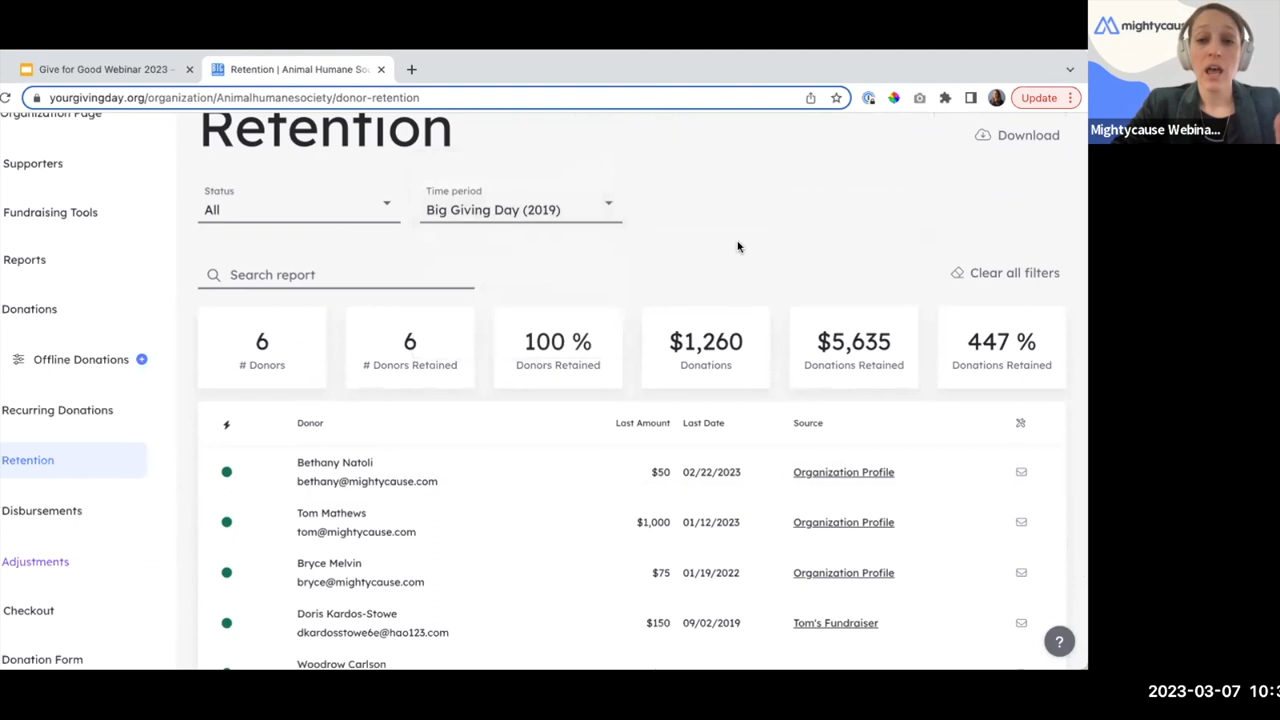 Give for Good Webinar 2023 -
Retention | Animal Humane So
yourgivingday.org/organization/Animalhumanesociety/donor-retention
Update
mightycaus
Mightycause Webina...
Organization Page
Supporters
Fundraising Tools
Reports
Donations
Offline Donations
Recurring Donations
Retention
Disbursements
Adjustments
Checkout
Donation Form
Retention
Download
Status
All
Time period
Big Giving Day (2019)
Search report
Clear all filters
6
# Donors
6
# Donors Retained
100 %
Donors Retained
$1,260
Donations
$5,635
Donations Retained
447 %
Donations Retained
Donor Last Amount Last Date Source
Bethany Natoli
bethany@mightycause.com
$50 02/22/2023 Organization Profile
Tom Mathews
tom@mightycause.com
$1,000 01/12/2023 Organization Profile
Bryce Melvin
bryce@mightycause.com
$75 01/19/2022 Organization Profile
Doris Kardos-Stowe
dkardosstowe6e@hao123.com
$150 09/02/2019 Tom's Fundraiser
Woodrow Carlson
?
2023-03-07 10:3